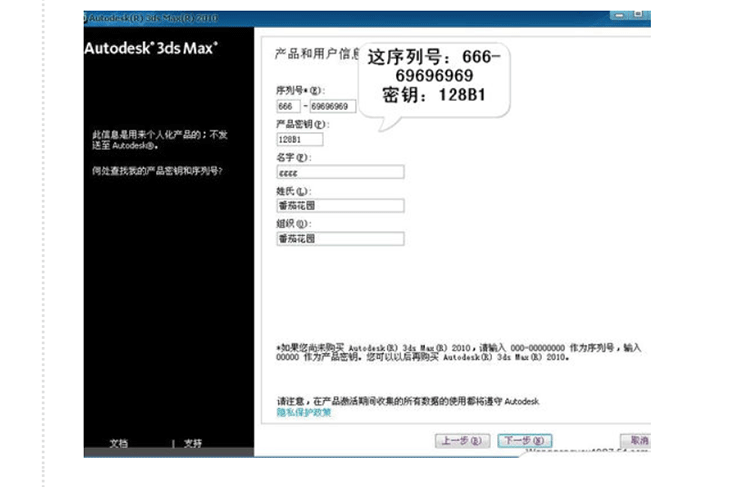 Autodesk(R) 3ds Max(R) 2010
Autodesk® 3ds Max®
此信息是用来个人化产品的；不发
送至 Autodesk®。
何处查找我的产品密钥和序列号?
文档 | 支持
产品和用户信息
这序列号：666-
69696969
密钥：128B1
序列号*(S):
666 - 69696969
产品密钥(P):
128B1
名字(F):
gggg
姓氏(L):
番茄花园
组织(O):
番茄花园
*如果您尚未购买 Autodesk(R) 3ds Max(R) 2010，请输入 000-00000000 作为序列号，输入
00000 作为产品密钥。您可以以后再购买 Autodesk(R) 3ds Max(R) 2010。
请注意，在产品激活期间收集的所有数据的使用都将遵守 Autodesk
隐私保护政策
上一步(B) 下一步(N) 取消